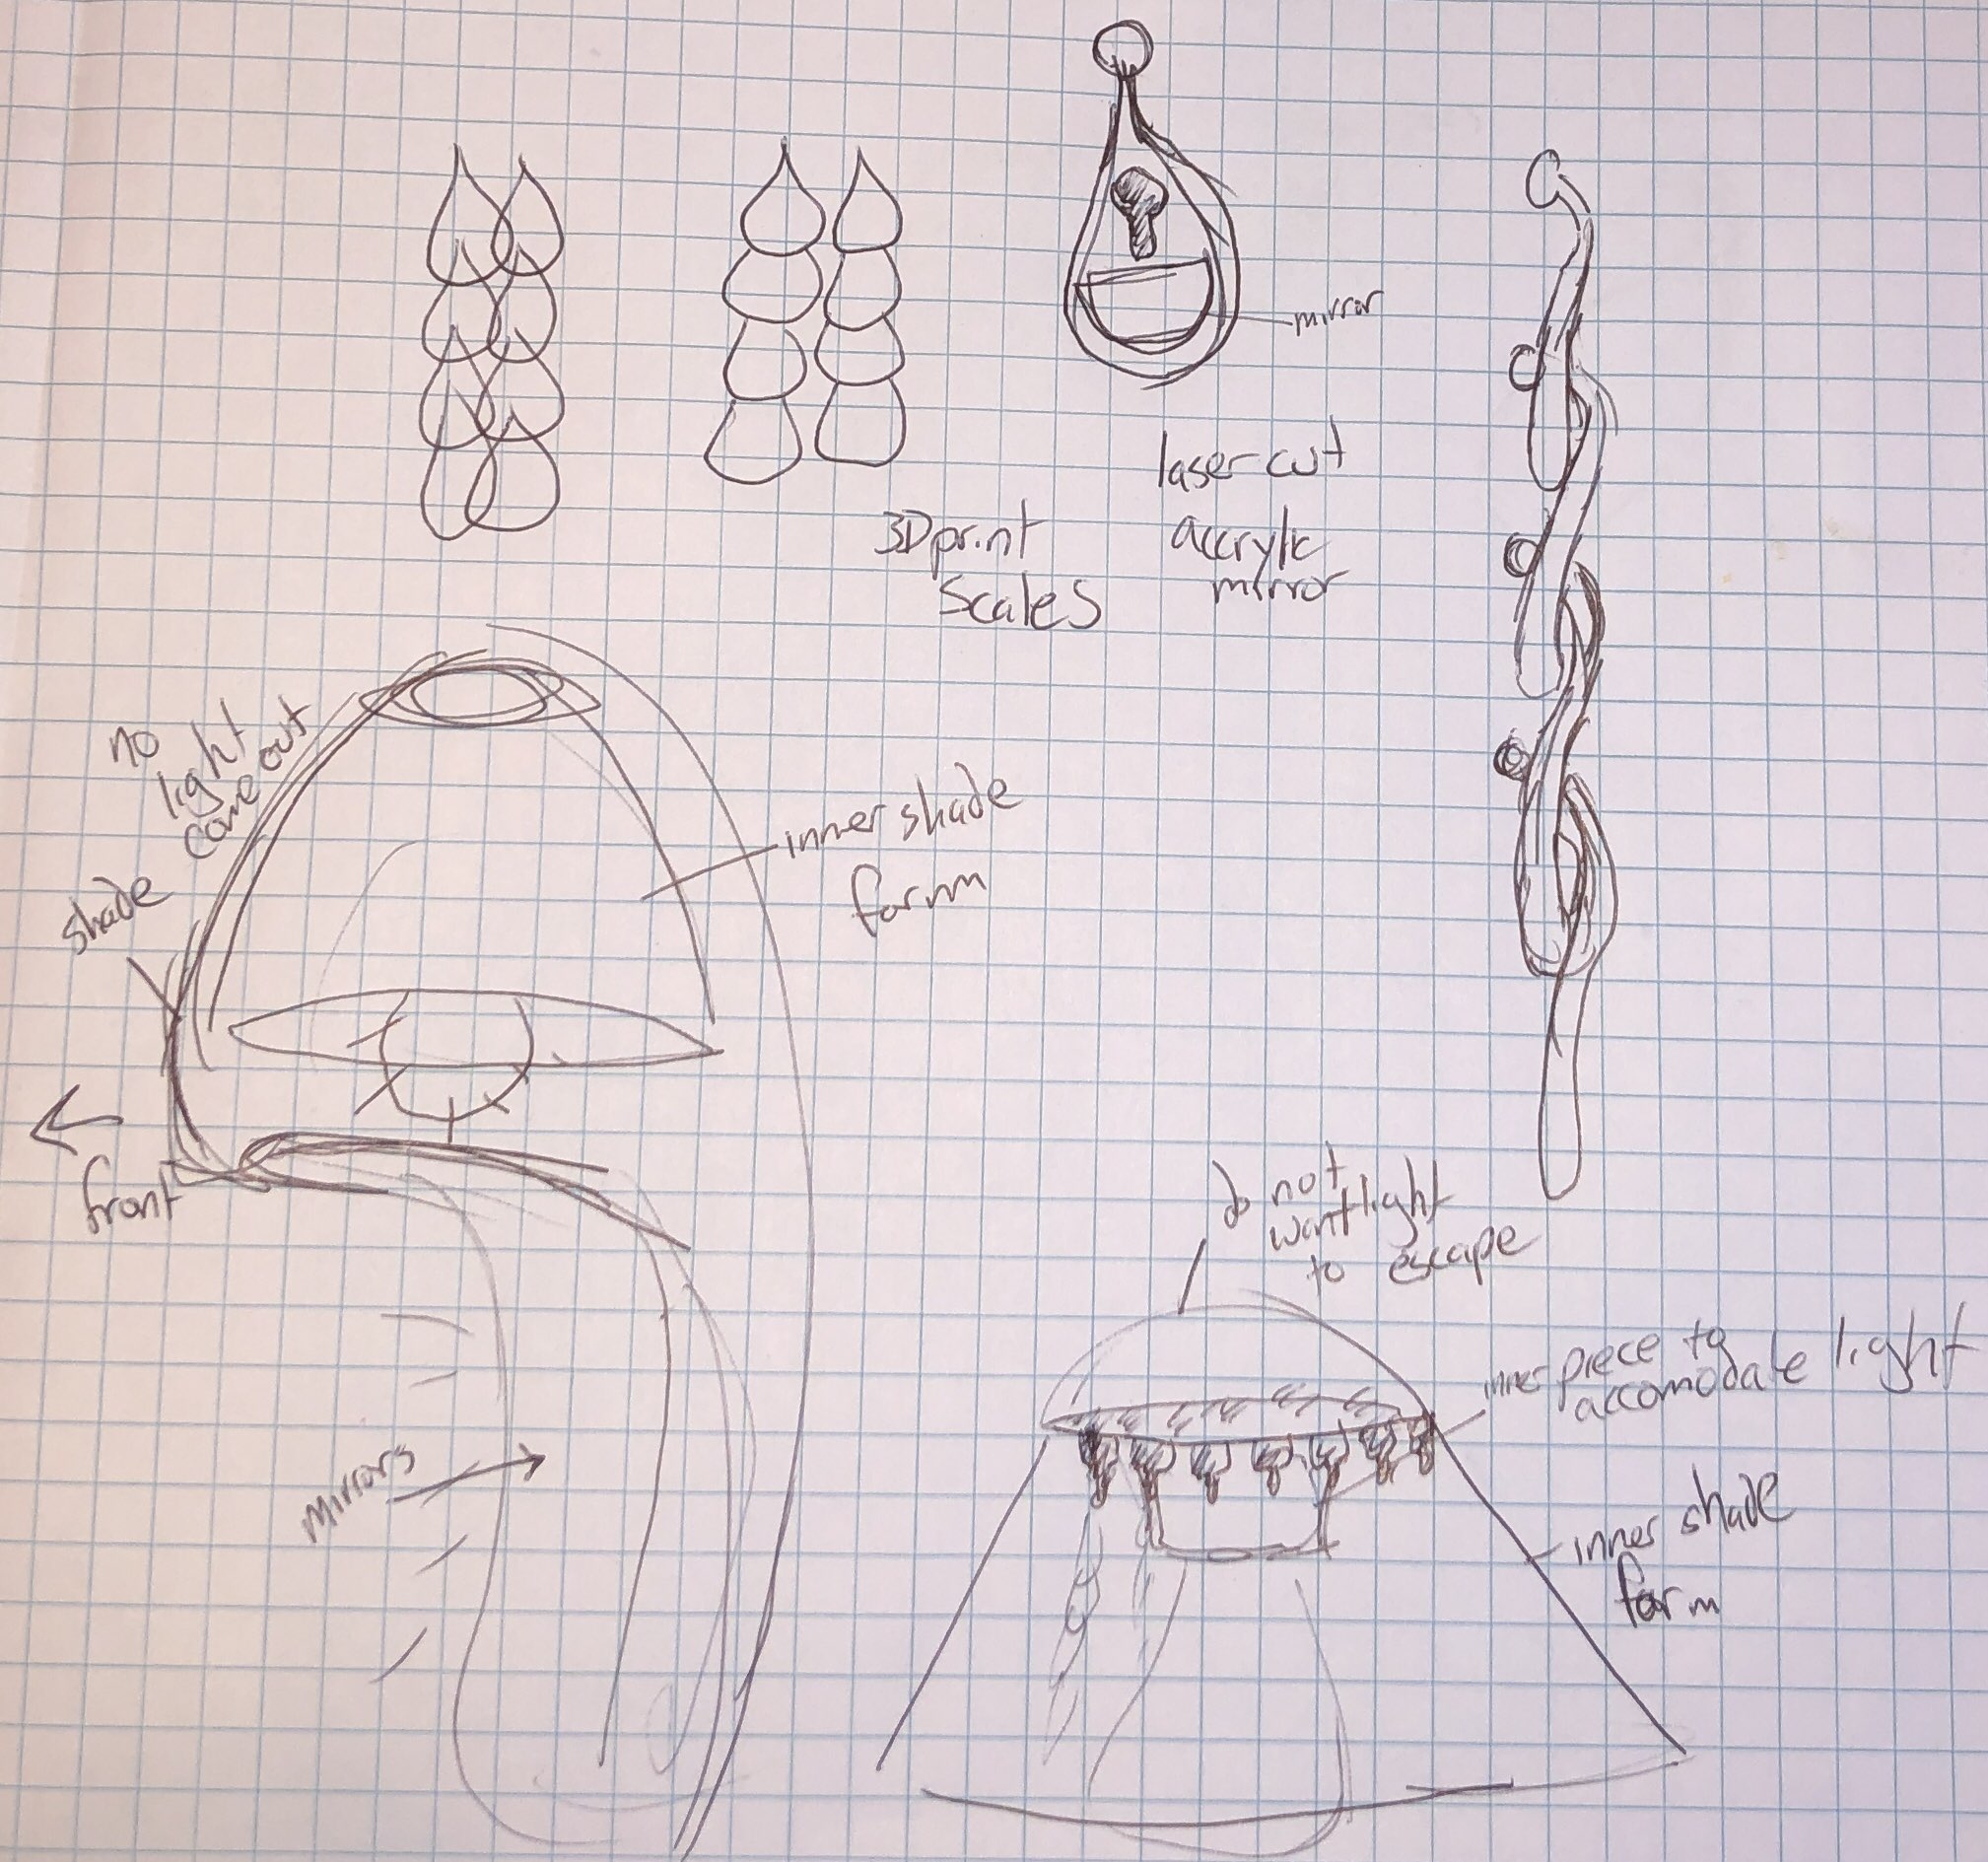 mirror
laser cut
accrylic
mirror
3D print
Scales
no
light
come out
shade
inner shade
form
front
do not
want light
to escape
inner piece to
accomodate light
Mirrors
inner shade
form